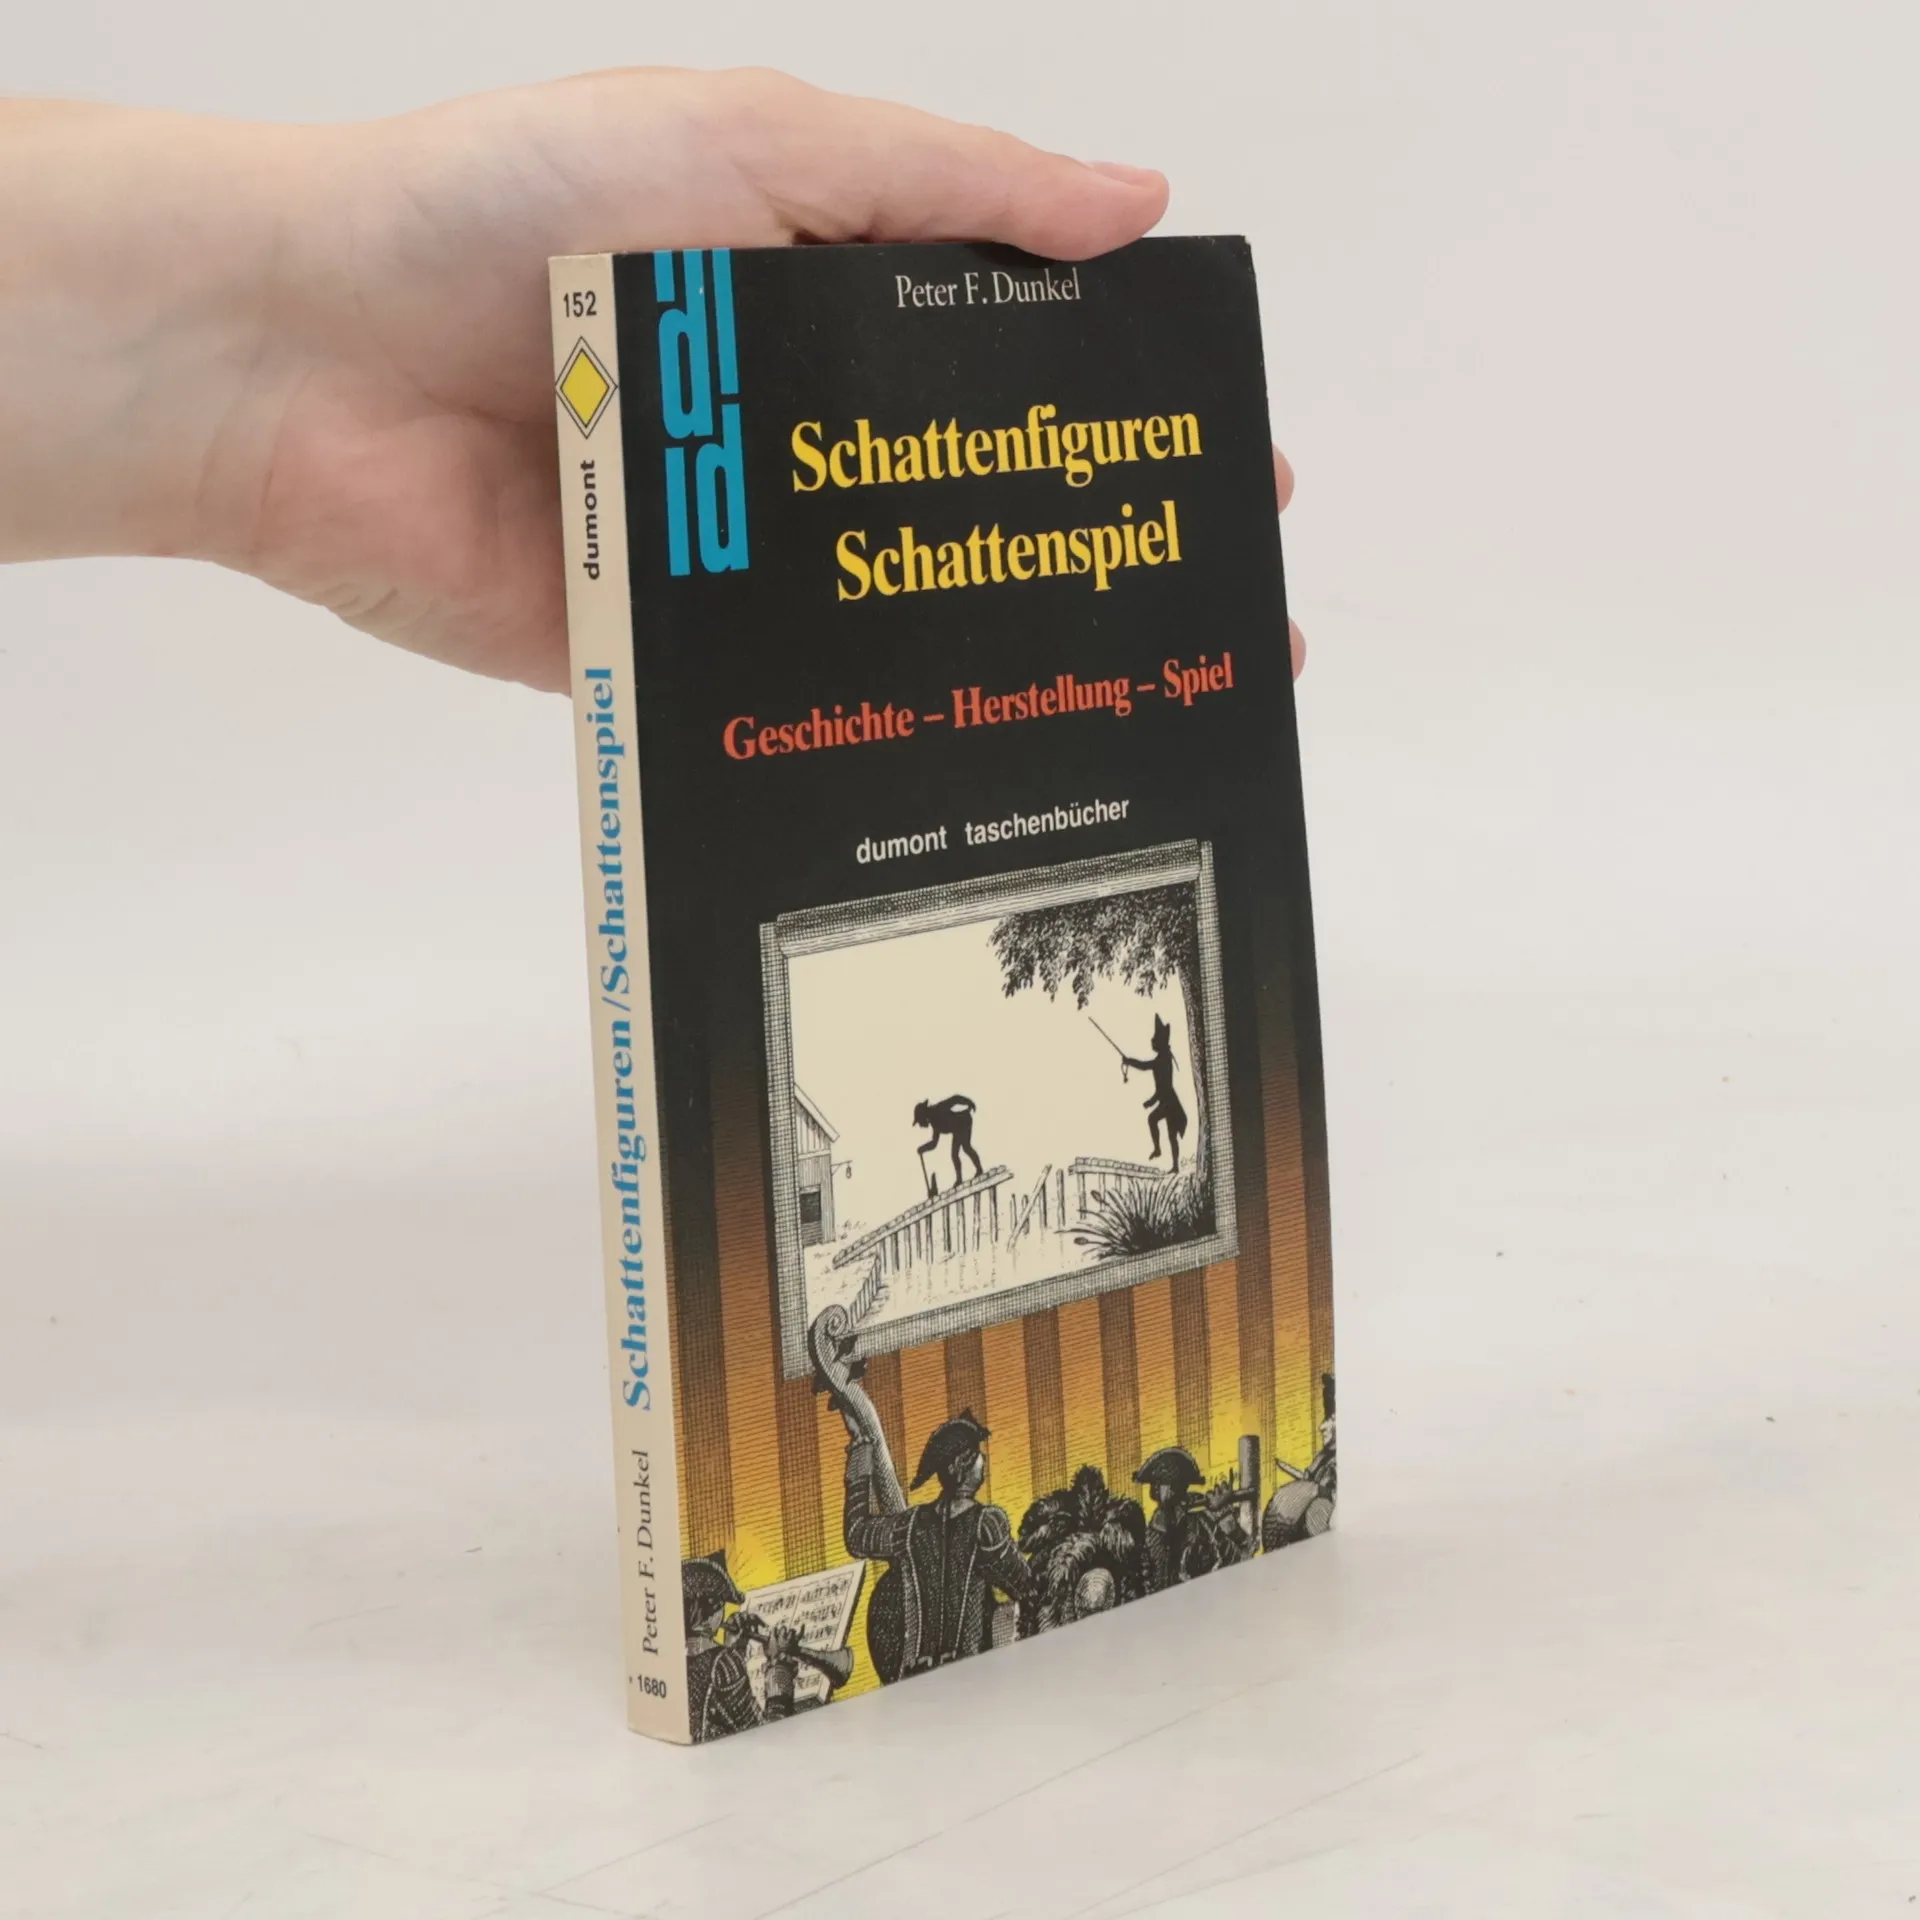 152
dumont
Schattenfiguren/Schattenspiel
Peter F. Dunkel
* 1680
Peter F. Dunkel
Schattenfiguren
Schattenspiel
Geschichte – Herstellung – Spiel
dumont taschenbücher